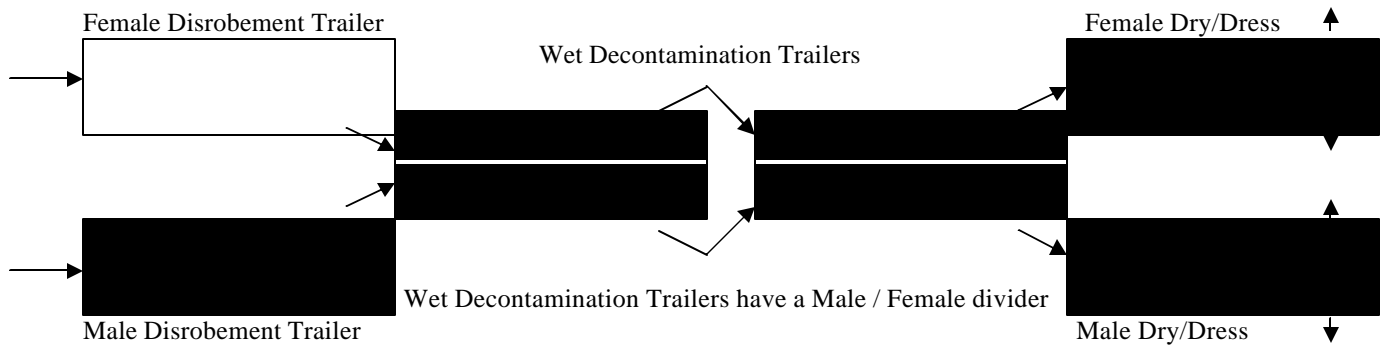 Female Disrobement Trailer
Female Dry/Dress
Wet Decontamination Trailers
Wet Decontamination Trailers have a Male / Female divider
Male Disrobement Trailer
Male Dry/Dress